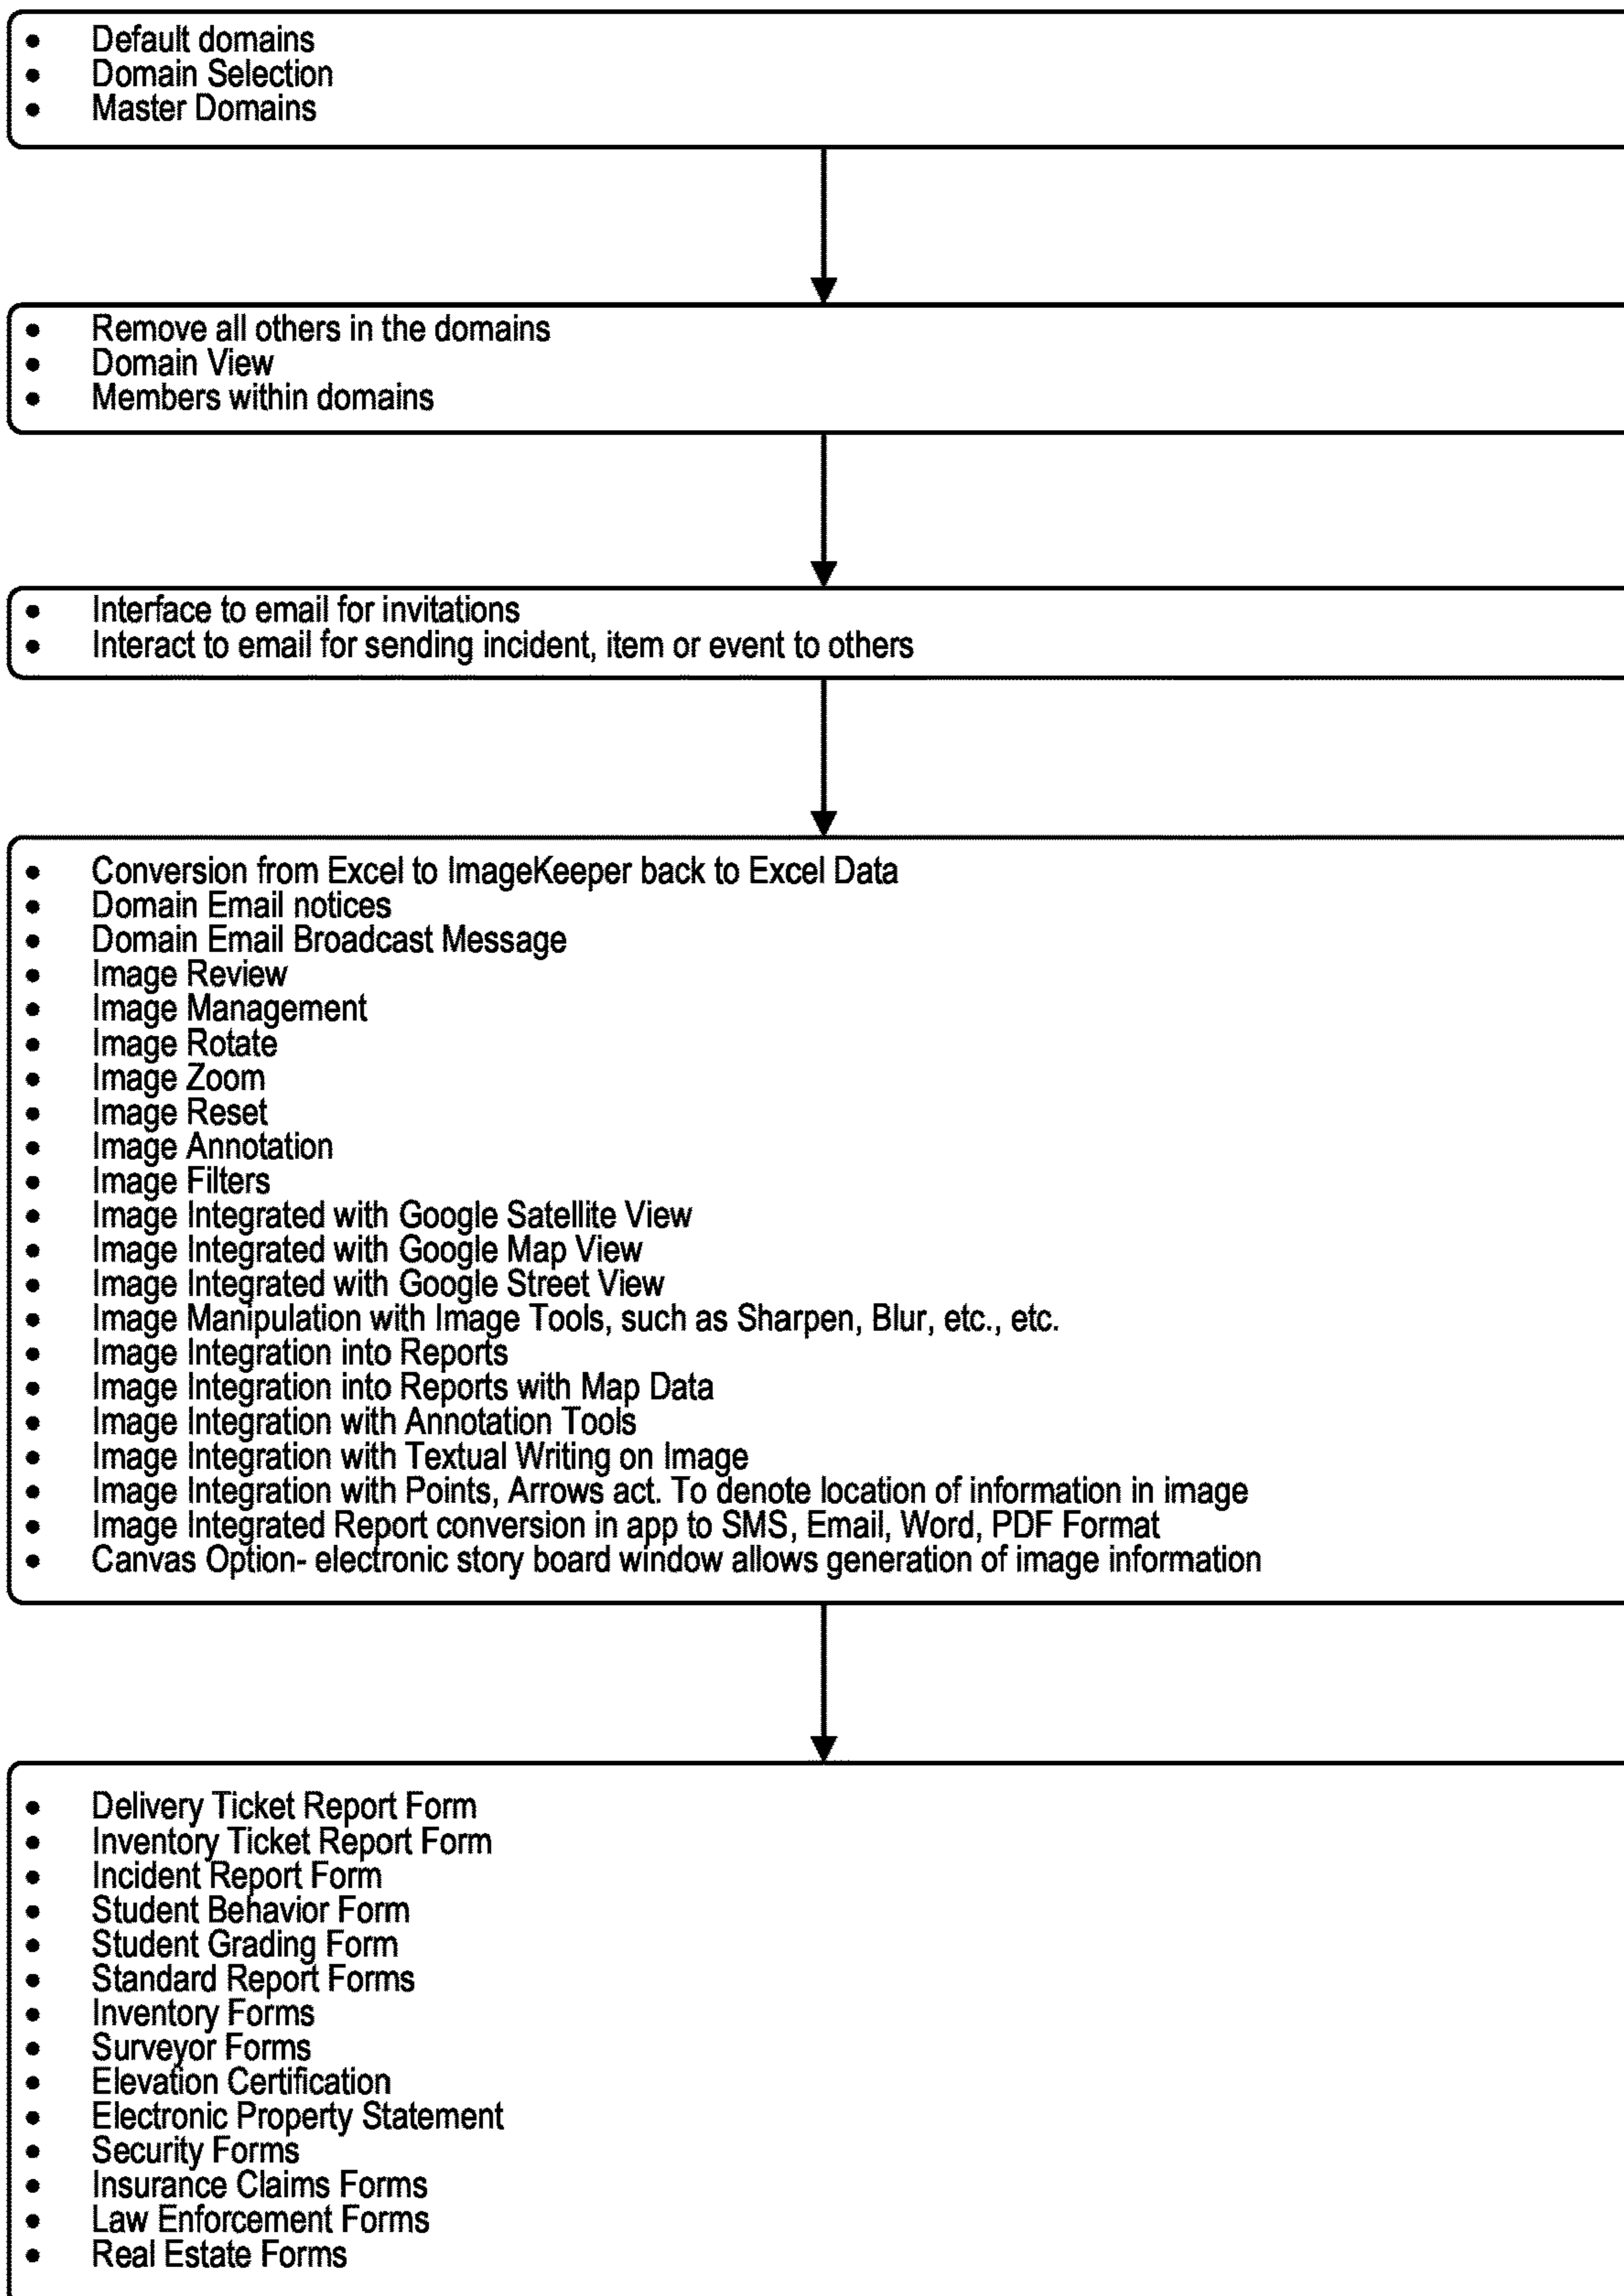 • Default domains
• Domain Selection
• Master Domains
• Remove all others in the domains
• Domain View
• Members within domains
• Interface to email for invitations
• Interact to email for sending incident, item or event to others
• Conversion from Excel to ImageKeeper back to Excel Data
• Domain Email notices
• Domain Email Broadcast Message
• Image Review
• Image Management
• Image Rotate
• Image Zoom
• Image Reset
• Image Annotation
• Image Filters
• Image Integrated with Google Satellite View
• Image Integrated with Google Map View
• Image Integrated with Google Street View
• Image Manipulation with Image Tools, such as Sharpen, Blur, etc., etc.
• Image Integration into Reports
• Image Integration into Reports with Map Data
• Image Integration with Annotation Tools
• Image Integration with Textual Writing on Image
• Image Integration with Points, Arrows act. To denote location of information in image
• Image Integrated Report conversion in app to SMS, Email, Word, PDF Format
• Canvas Option- electronic story board window allows generation of image information
• Delivery Ticket Report Form
• Inventory Ticket Report Form
• Incident Report Form
• Student Behavior Form
• Student Grading Form
• Standard Report Forms
• Inventory Forms
• Surveyor Forms
• Elevation Certification
• Electronic Property Statement
• Security Forms
• Insurance Claims Forms
• Law Enforcement Forms
• Real Estate Forms